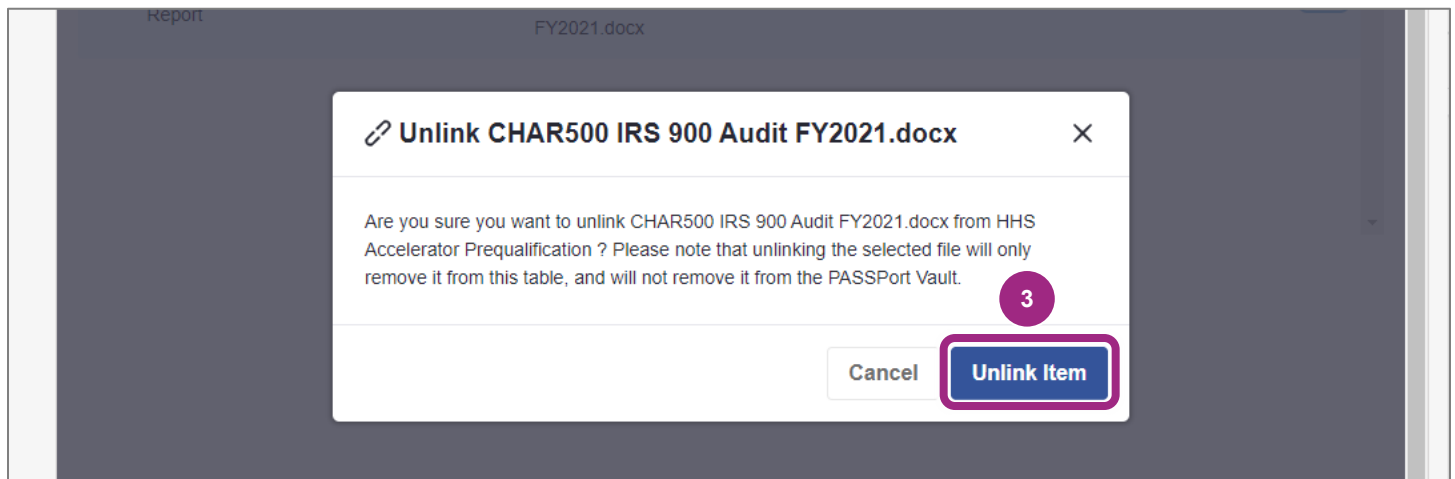 Report
FY2021.docx
Unlink CHAR500 IRS 900 Audit FY2021.docx
Are you sure you want to unlink CHAR500 IRS 900 Audit FY2021.docx from HHS
Accelerator Prequalification ? Please note that unlinking the selected file will only
remove it from this table, and will not remove it from the PASSPort Vault.
3
Cancel
Unlink Item